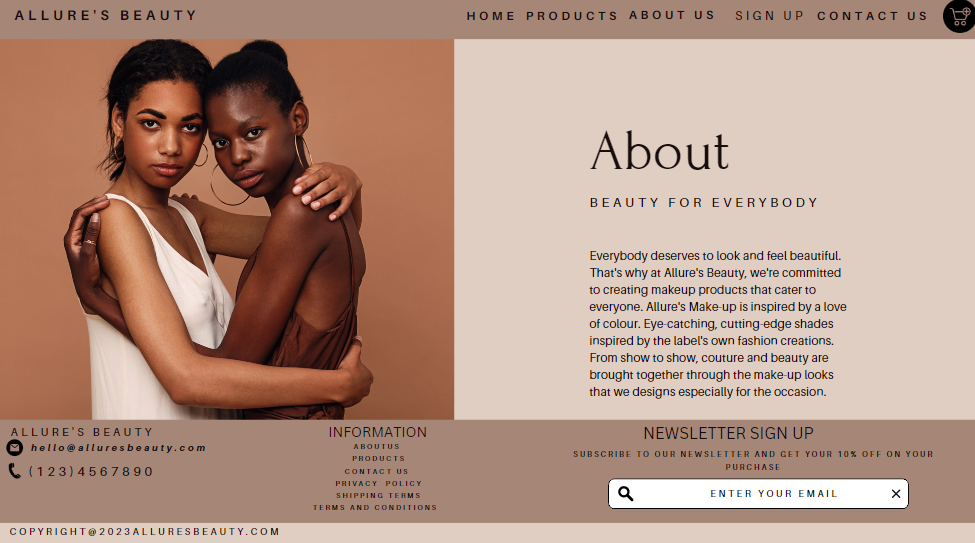 ALLURE'S BEAUTY
HOME PRODUCTS ABOUT US SIGN UP CONTACT US
About
BEAUTY FOR EVERYBODY
Everybody deserves to look and feel beautiful.
That's why at Allure's Beauty, we're committed
to creating makeup products that cater to
everyone. Allure's Make-up is inspired by a love
of colour. Eye-catching, cutting-edge shades
inspired by the label's own fashion creations.
From show to show, couture and beauty are
brought together through the make-up looks
that we designs especially for the occasion.
ALLURE'S BEAUTY
hello@alluresbeauty.com
(123)4567890
INFORMATION
ABOUTUS
PRODUCTS
CONTACT US
PRIVACY POLICY
SHIPPING TERMS
TERMS AND CONDITIONS
NEWSLETTER SIGN UP
SUBSCRIBE TO OUR NEWSLETTER AND GET YOUR 10% OFF ON YOUR
PURCHASE
ENTER YOUR EMAIL
COPYRIGHT@2023ALLURESBEAUTY.COM